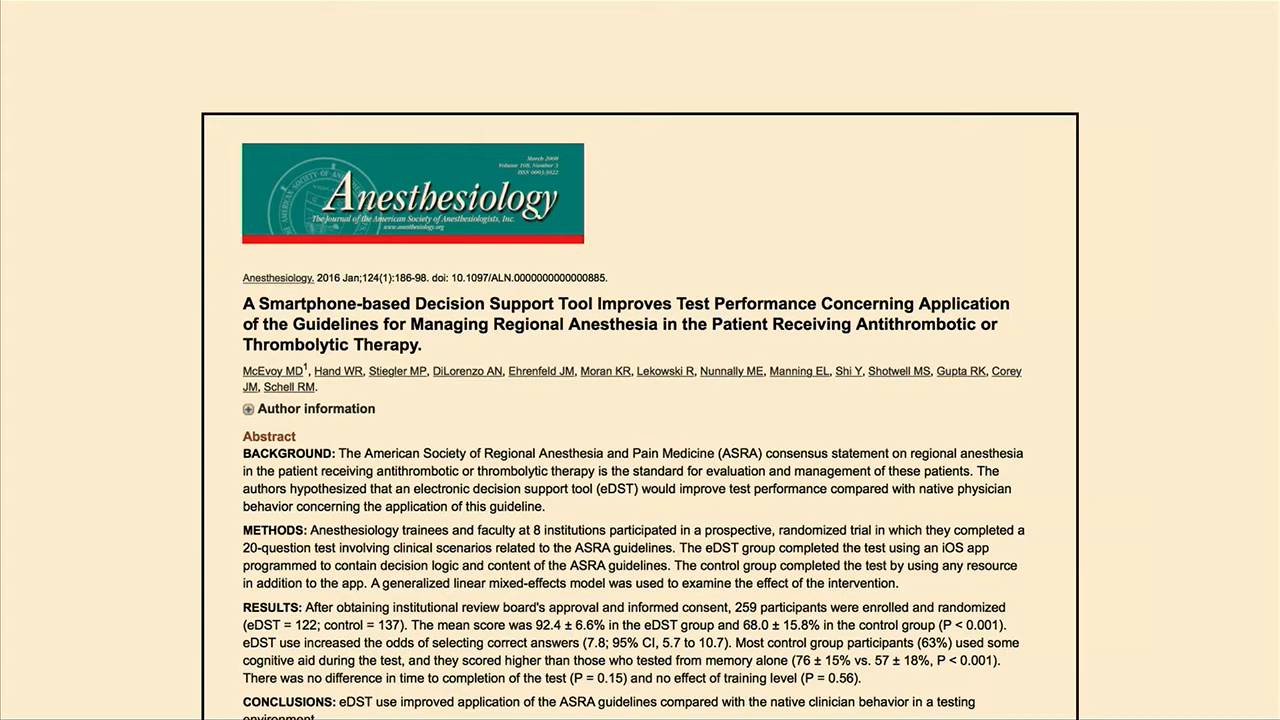 March 2008
Volume 108, Number 3
ISSN 0003-3022
Anesthesiology
The Journal of the American Society of Anesthesiologists, Inc.
www.anesthesiology.org
Anesthesiology. 2016 Jan;124(1):186-98. doi: 10.1097/ALN.0000000000000885.
A Smartphone-based Decision Support Tool Improves Test Performance Concerning Application
of the Guidelines for Managing Regional Anesthesia in the Patient Receiving Antithrombotic or
Thrombolytic Therapy.
McEvoy MD1, Hand WR, Stiegler MP, DiLorenzo AN, Ehrenfeld JM, Moran KR, Lekowski R, Nunnally ME, Manning EL, Shi Y, Shotwell MS, Gupta RK, Corey
JM, Schell RM.
Author information
Abstract
BACKGROUND: The American Society of Regional Anesthesia and Pain Medicine (ASRA) consensus statement on regional anesthesia
in the patient receiving antithrombotic or thrombolytic therapy is the standard for evaluation and management of these patients. The
authors hypothesized that an electronic decision support tool (eDST) would improve test performance compared with native physician
behavior concerning the application of this guideline.
METHODS: Anesthesiology trainees and faculty at 8 institutions participated in a prospective, randomized trial in which they completed a
20-question test involving clinical scenarios related to the ASRA guidelines. The eDST group completed the test using an iOS app
programmed to contain decision logic and content of the ASRA guidelines. The control group completed the test by using any resource
in addition to the app. A generalized linear mixed-effects model was used to examine the effect of the intervention.
RESULTS: After obtaining institutional review board's approval and informed consent, 259 participants were enrolled and randomized
(eDST = 122; control = 137). The mean score was 92.4 ± 6.6% in the eDST group and 68.0 ± 15.8% in the control group (P < 0.001).
eDST use increased the odds of selecting correct answers (7.8; 95% CI, 5.7 to 10.7). Most control group participants (63%) used some
cognitive aid during the test, and they scored higher than those who tested from memory alone (76 ± 15% vs. 57 ± 18%, P < 0.001).
There was no difference in time to completion of the test (P = 0.15) and no effect of training level (P = 0.56).
CONCLUSIONS: eDST use improved application of the ASRA guidelines compared with the native clinician behavior in a testing
environment.